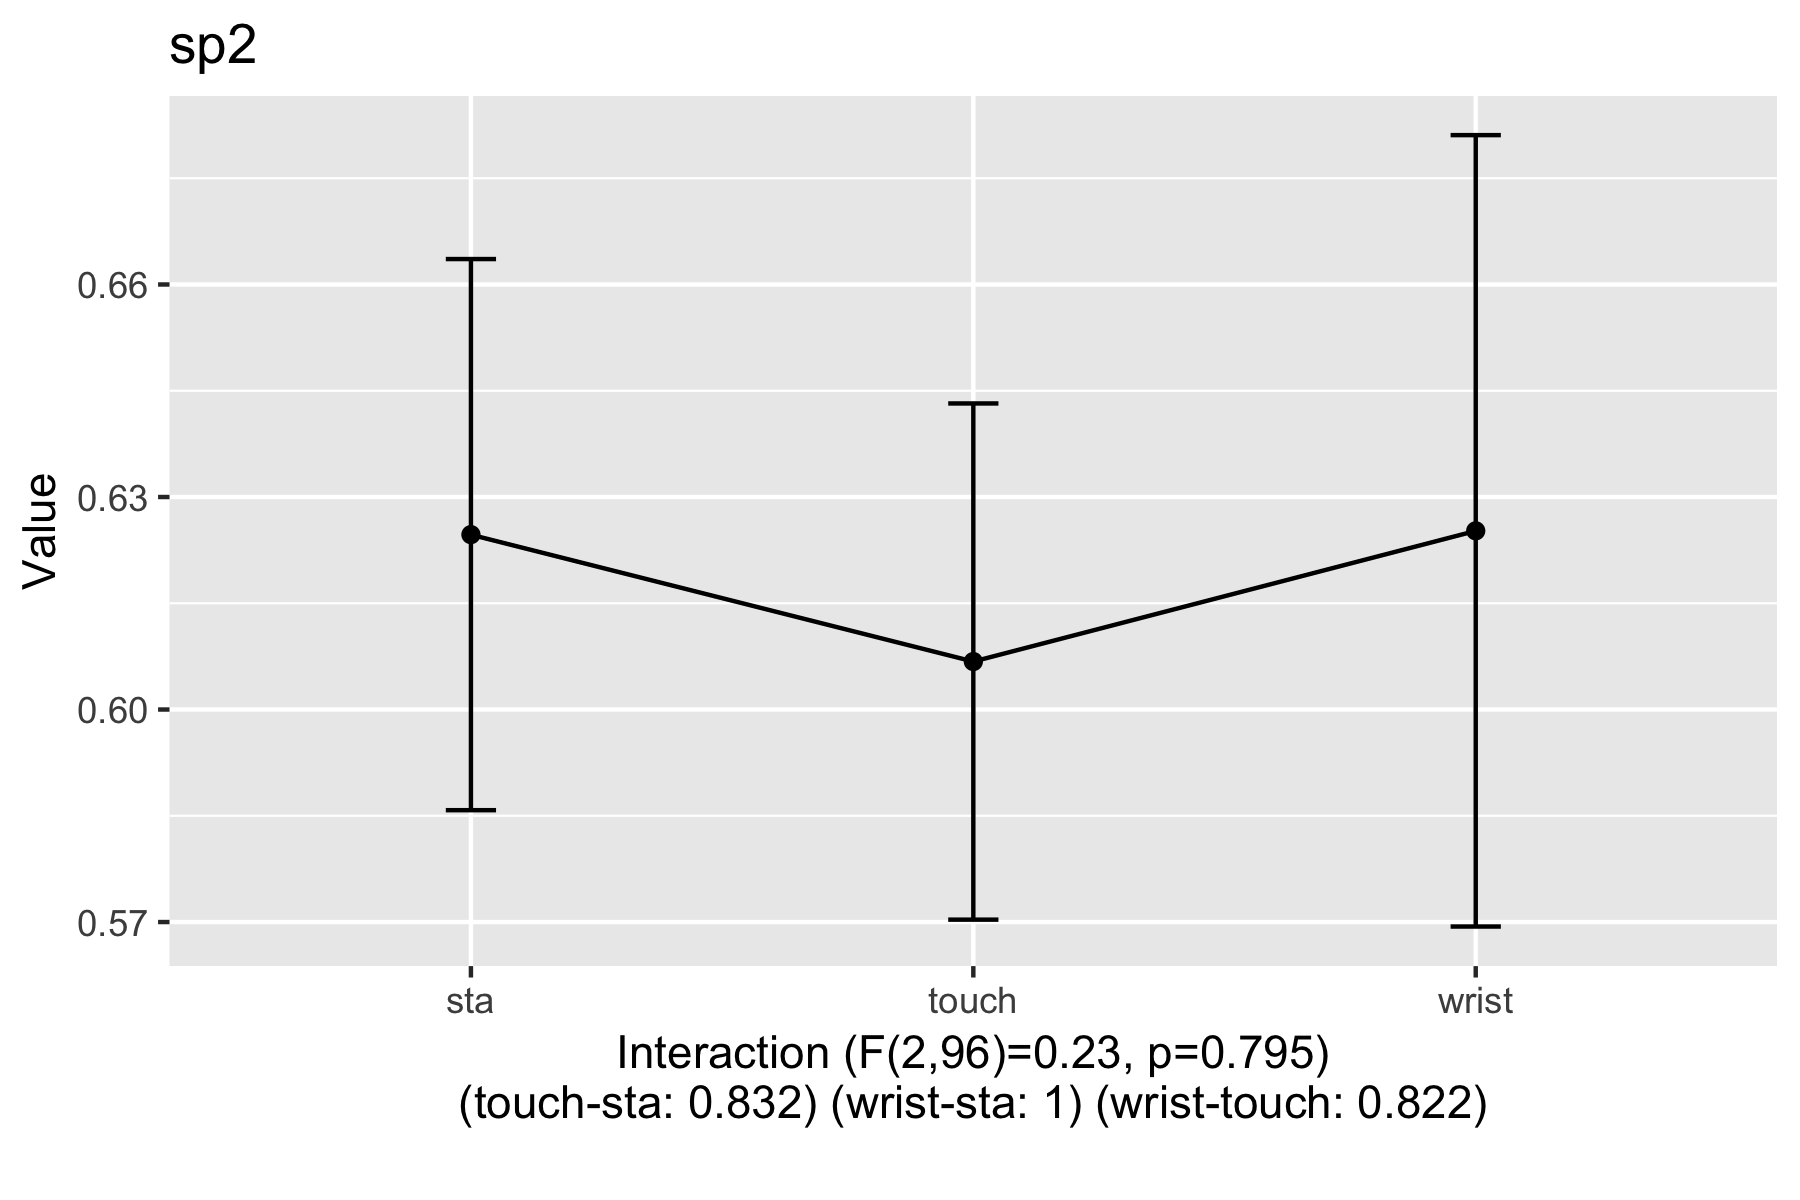 sp2
Value
0.66
0.63
0.60
0.57
sta touch wrist
Interaction (F(2,96)=0.23, p=0.795)
(touch-sta: 0.832) (wrist-sta: 1) (wrist-touch: 0.822)